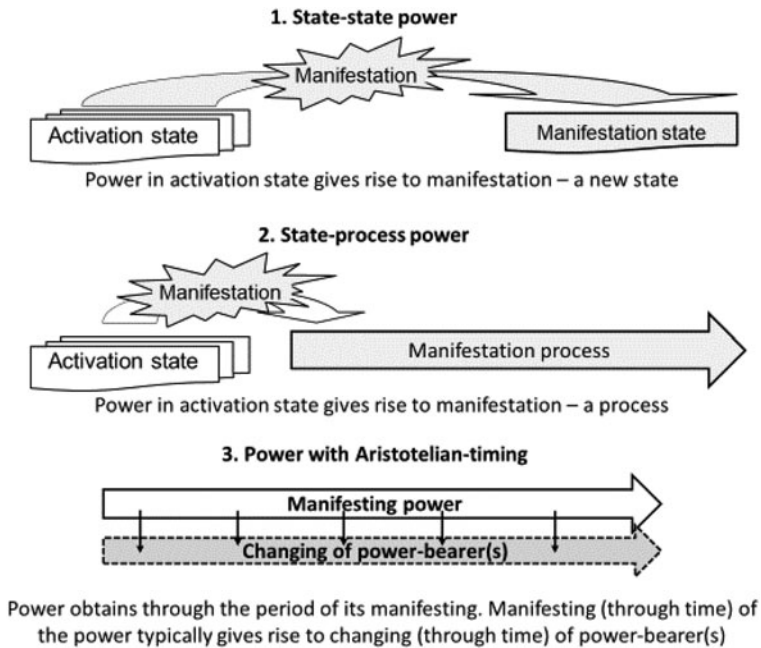 1. State-state power
Manifestation
Activation state
Manifestation state
Power in activation state gives rise to manifestation – a new state
2. State-process power
Manifestation
Activation state
Manifestation process
Power in activation state gives rise to manifestation – a process
3. Power with Aristotelian-timing
Manifesting power
Changing of power-bearer(s)
Power obtains through the period of its manifesting. Manifesting (through time) of
the power typically gives rise to changing (through time) of power-bearer(s)